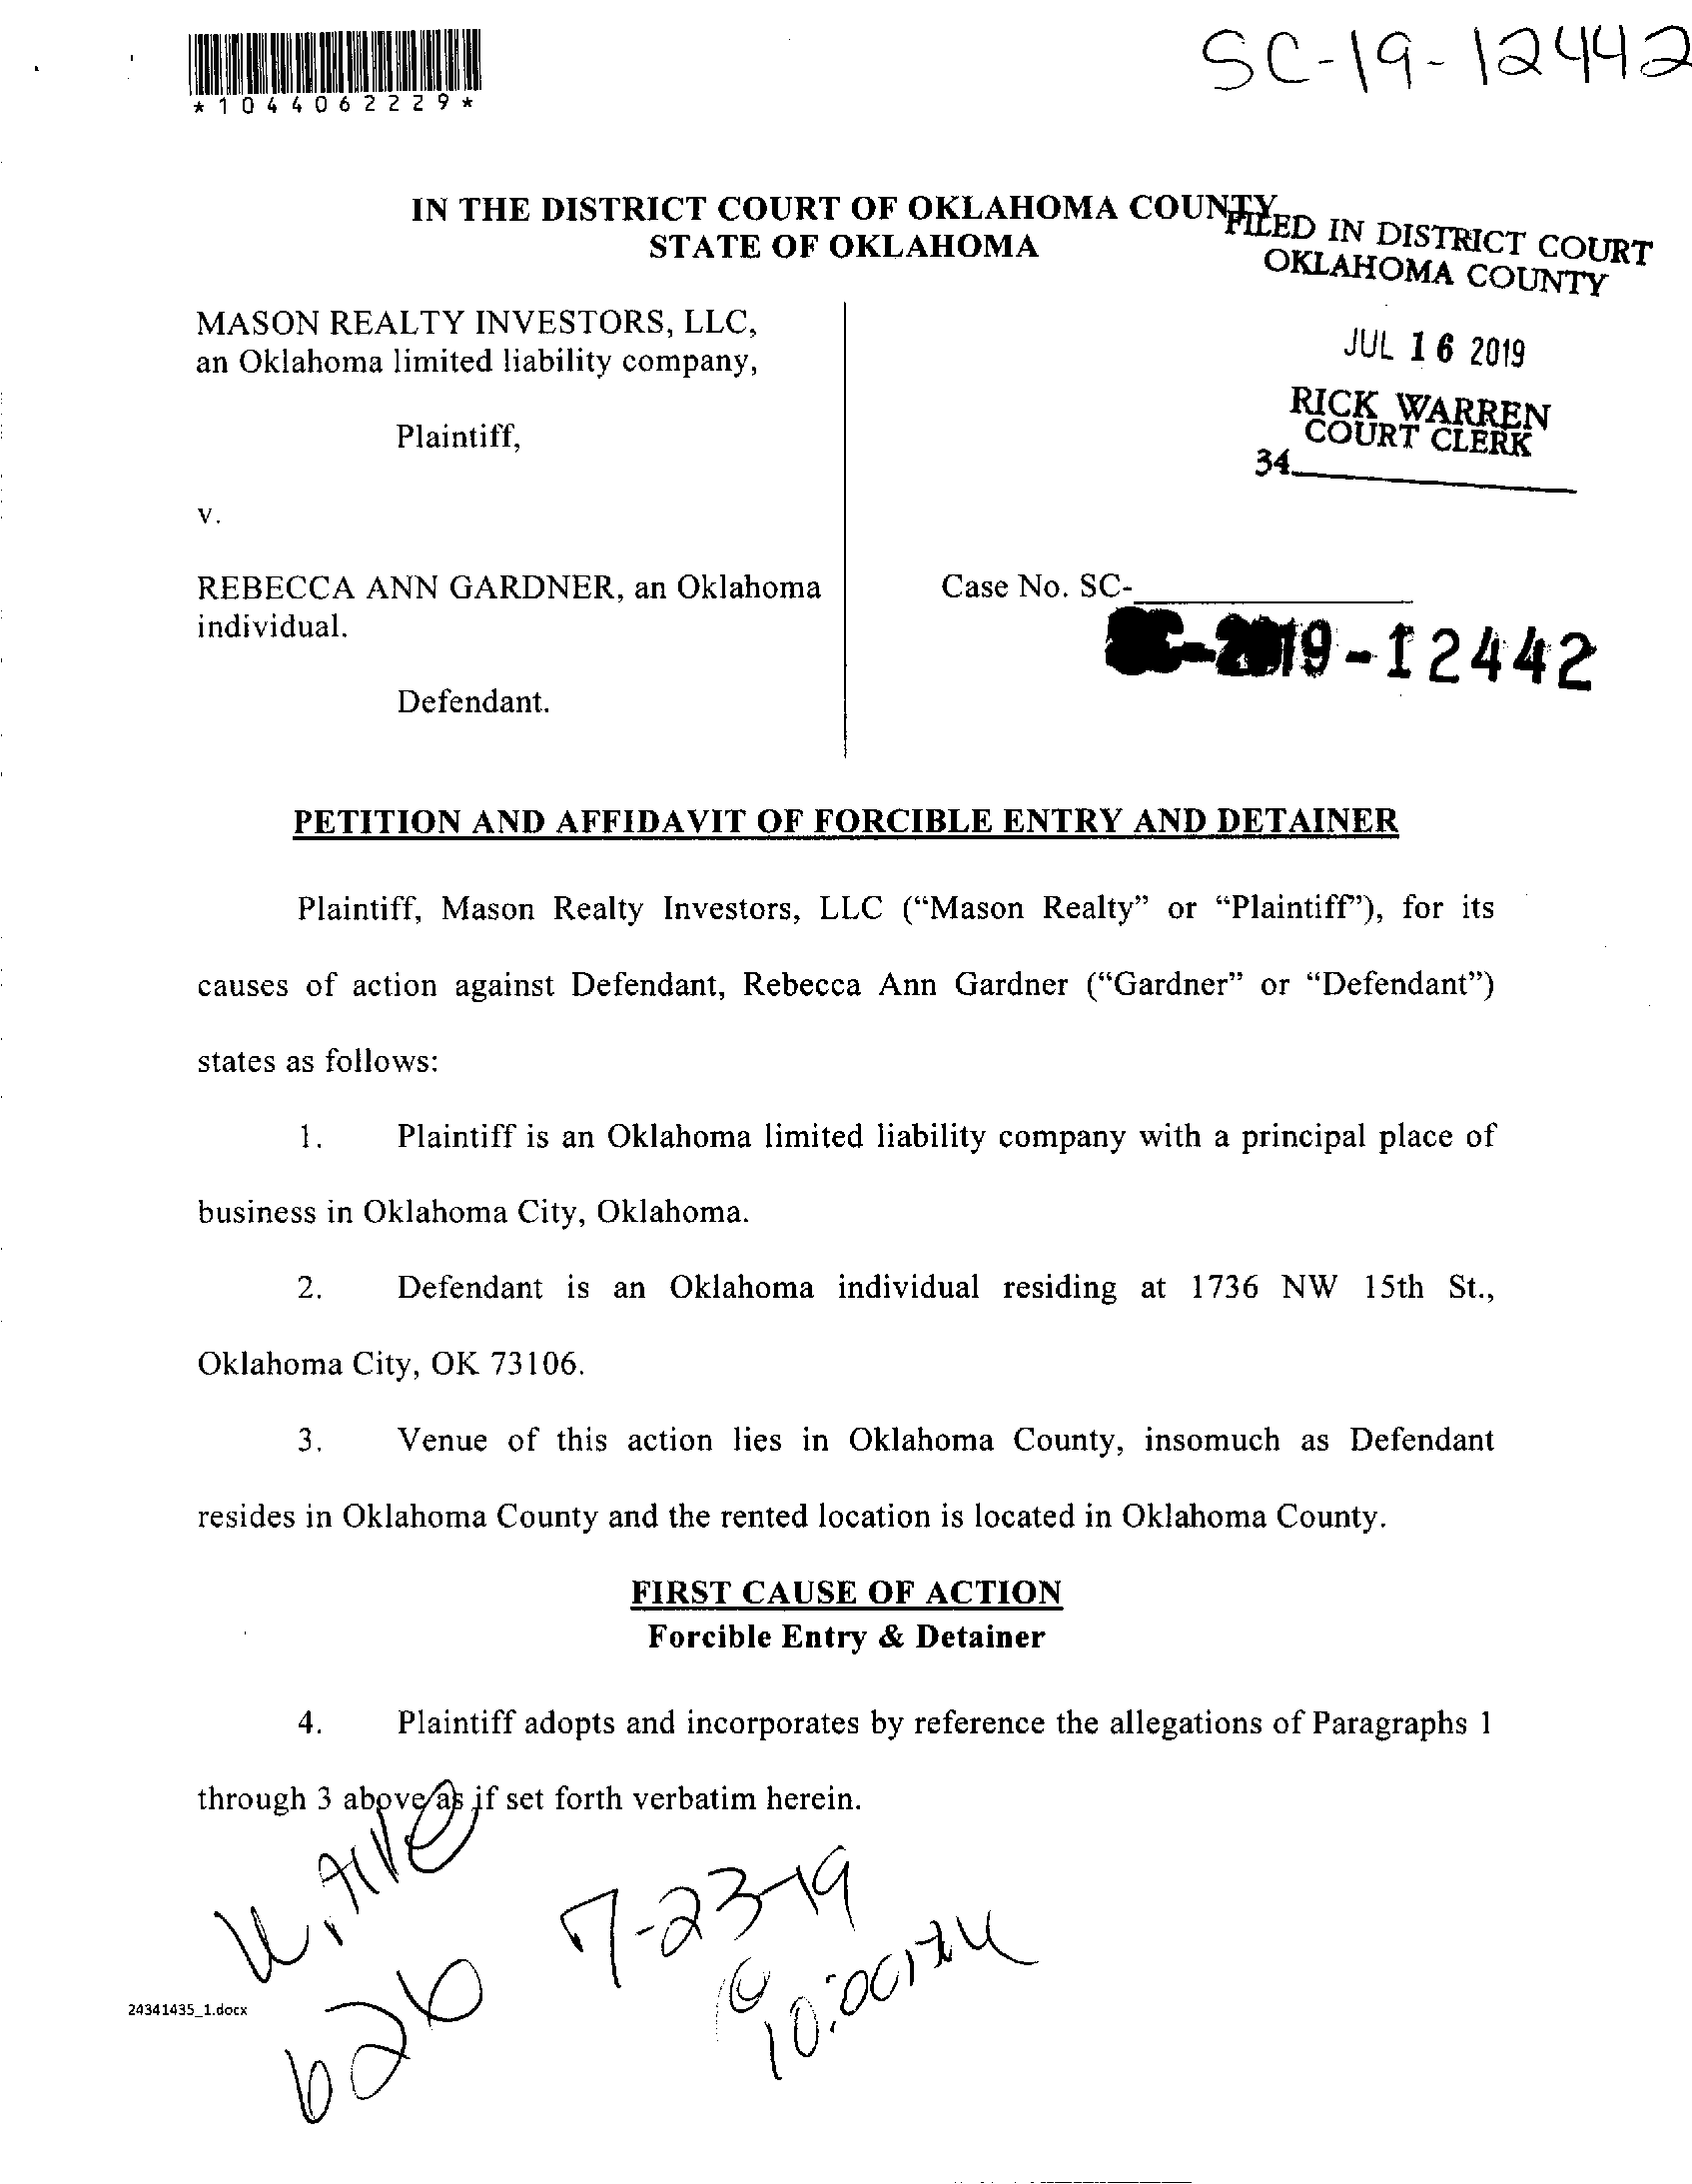 SC-19-12442
*1044062229*
IN THE DISTRICT COURT OF OKLAHOMA COUNTY
STATE OF OKLAHOMA
FILED IN DISTRICT COURT
OKLAHOMA COUNTY
JUL 16 2019
RICK WARREN
COURT CLERK
34
MASON REALTY INVESTORS, LLC,
an Oklahoma limited liability company,
Plaintiff,
v.
REBECCA ANN GARDNER, an Oklahoma
individual.
Defendant.
Case No. SC-
SC-2019-12442
PETITION AND AFFIDAVIT OF FORCIBLE ENTRY AND DETAINER
Plaintiff, Mason Realty Investors, LLC (“Mason Realty” or “Plaintiff”), for its
causes of action against Defendant, Rebecca Ann Gardner (“Gardner” or “Defendant”)
states as follows:
1. Plaintiff is an Oklahoma limited liability company with a principal place of
business in Oklahoma City, Oklahoma.
2. Defendant is an Oklahoma individual residing at 1736 NW 15th St.,
Oklahoma City, OK 73106.
3. Venue of this action lies in Oklahoma County, insomuch as Defendant
resides in Oklahoma County and the rented location is located in Oklahoma County.
FIRST CAUSE OF ACTION
Forcible Entry & Detainer
4. Plaintiff adopts and incorporates by reference the allegations of Paragraphs 1
through 3 above as if set forth verbatim herein.
7-23-19
626
@
10:00
24341435_1.docx